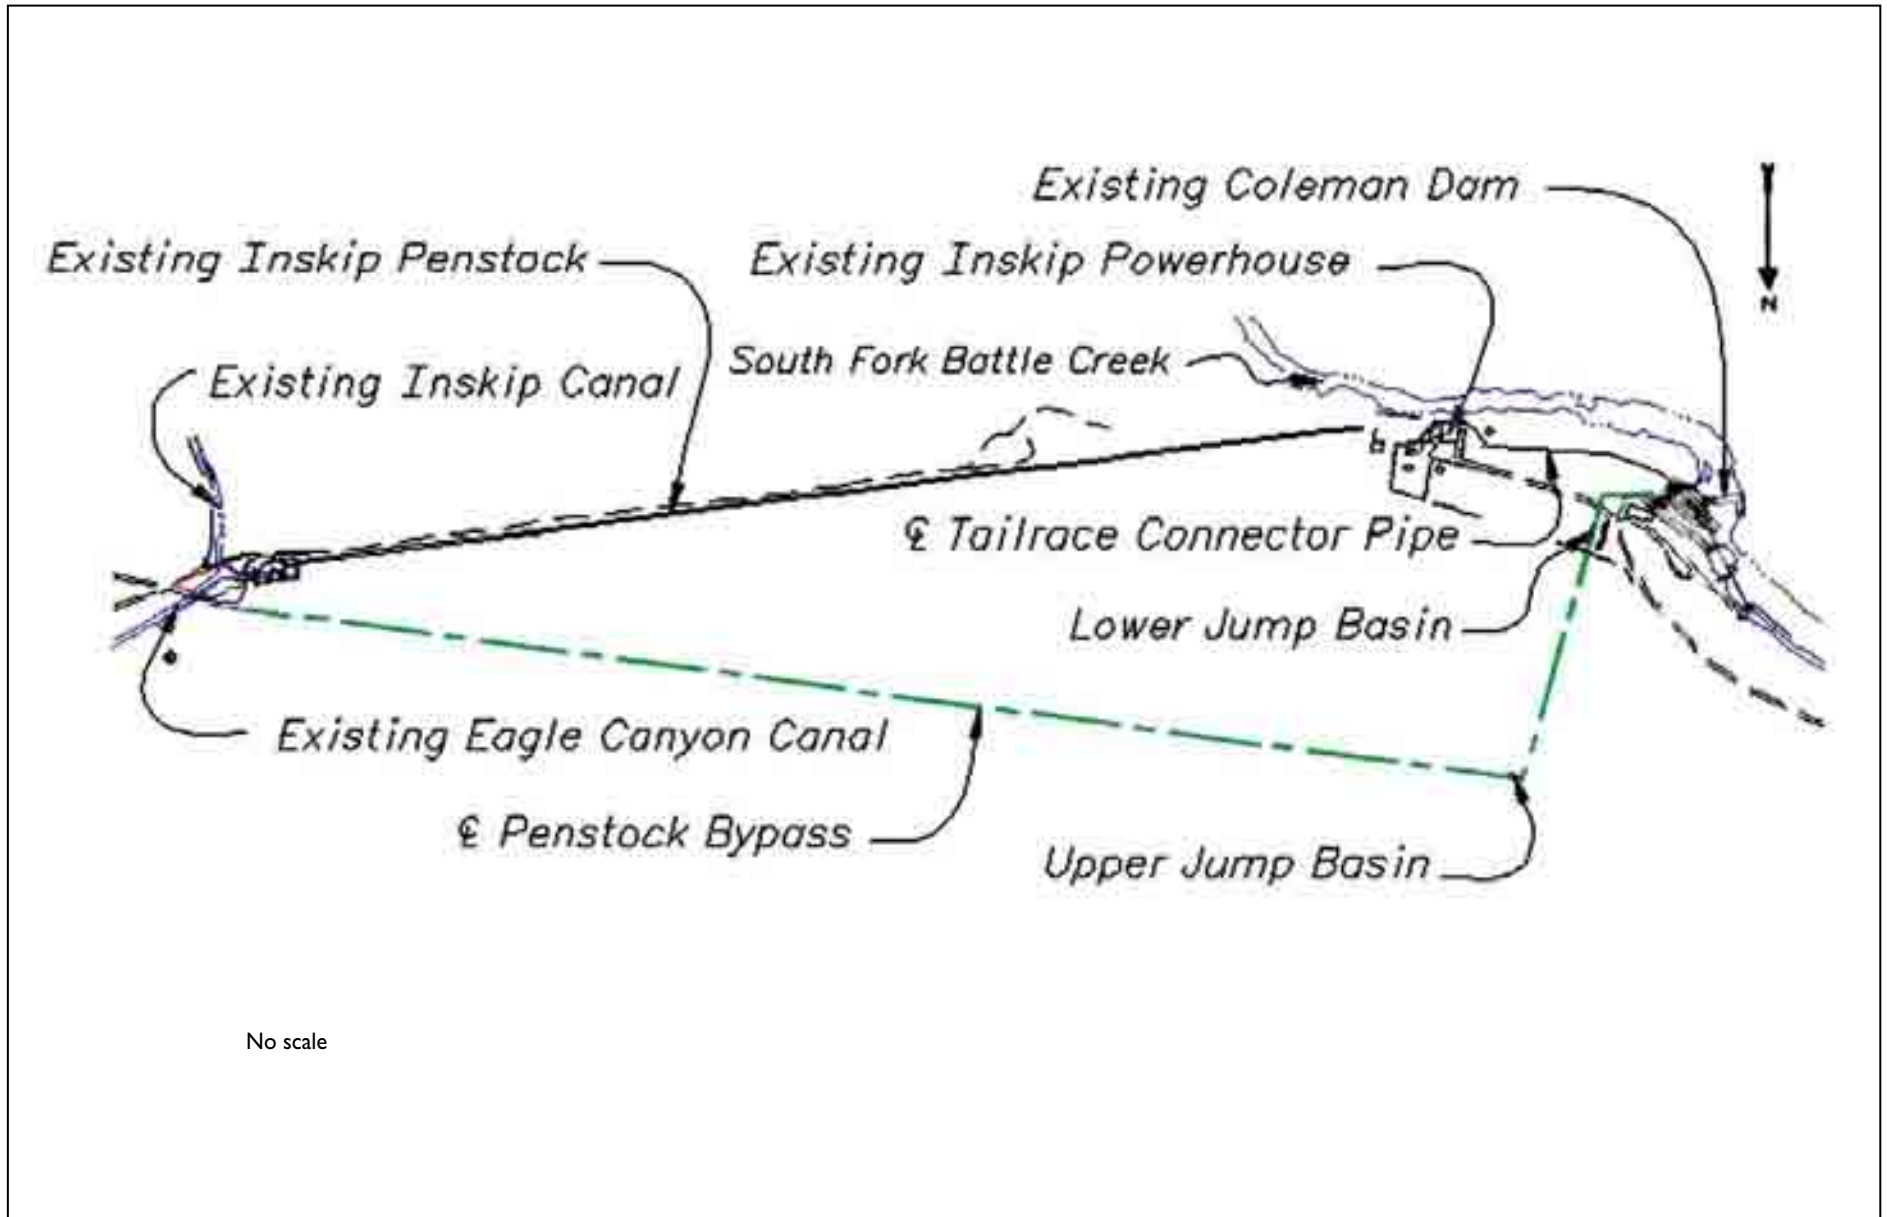 Existing Coleman Dam
Existing Inskip Penstock
Existing Inskip Powerhouse
N
South Fork Battle Creek
Existing Inskip Canal
℄ Tailrace Connector Pipe
Lower Jump Basin
Existing Eagle Canyon Canal
℄ Penstock Bypass
Upper Jump Basin
No scale